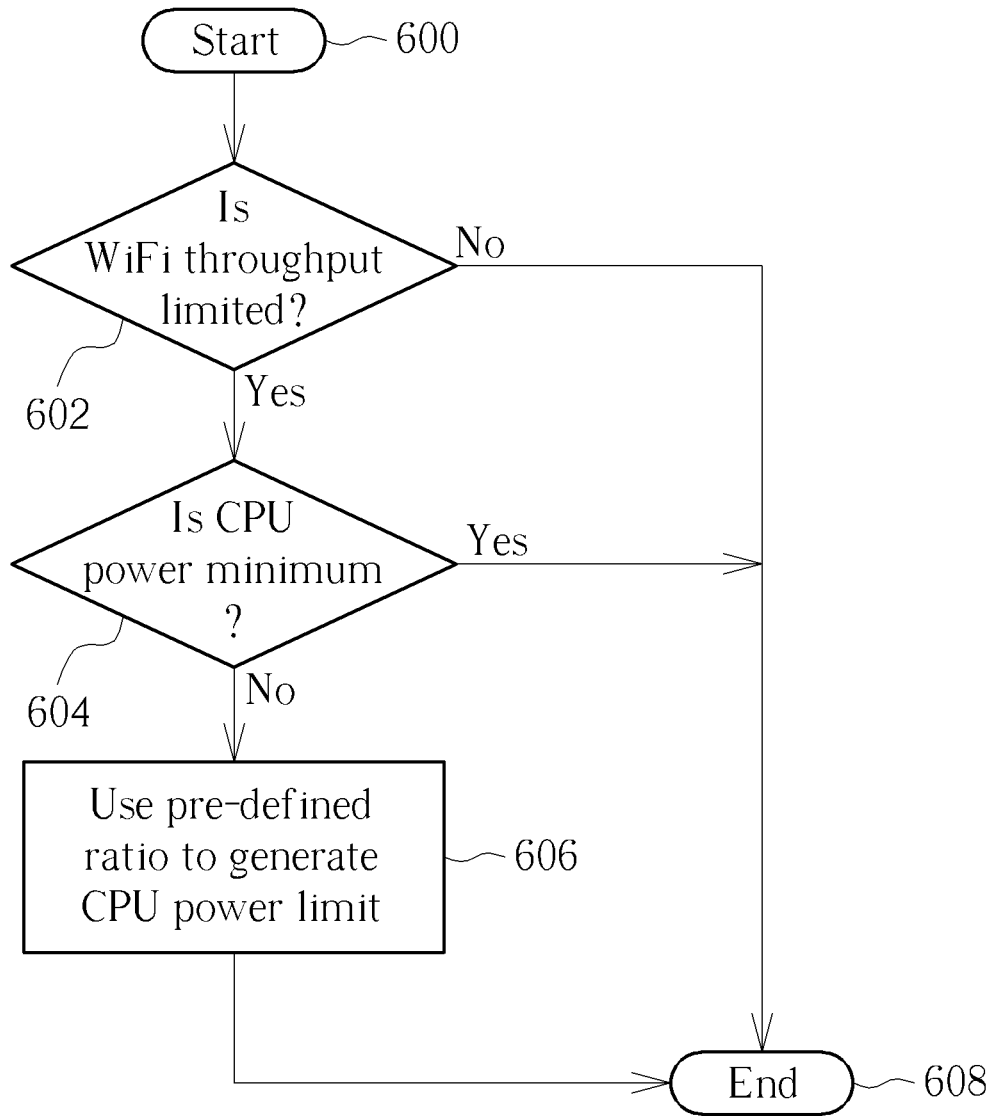 Start
600
Is
WiFi throughput
limited?
No
602
Yes
Is CPU
power minimum
?
Yes
604
No
Use pre-defined
ratio to generate
CPU power limit
606
End
608